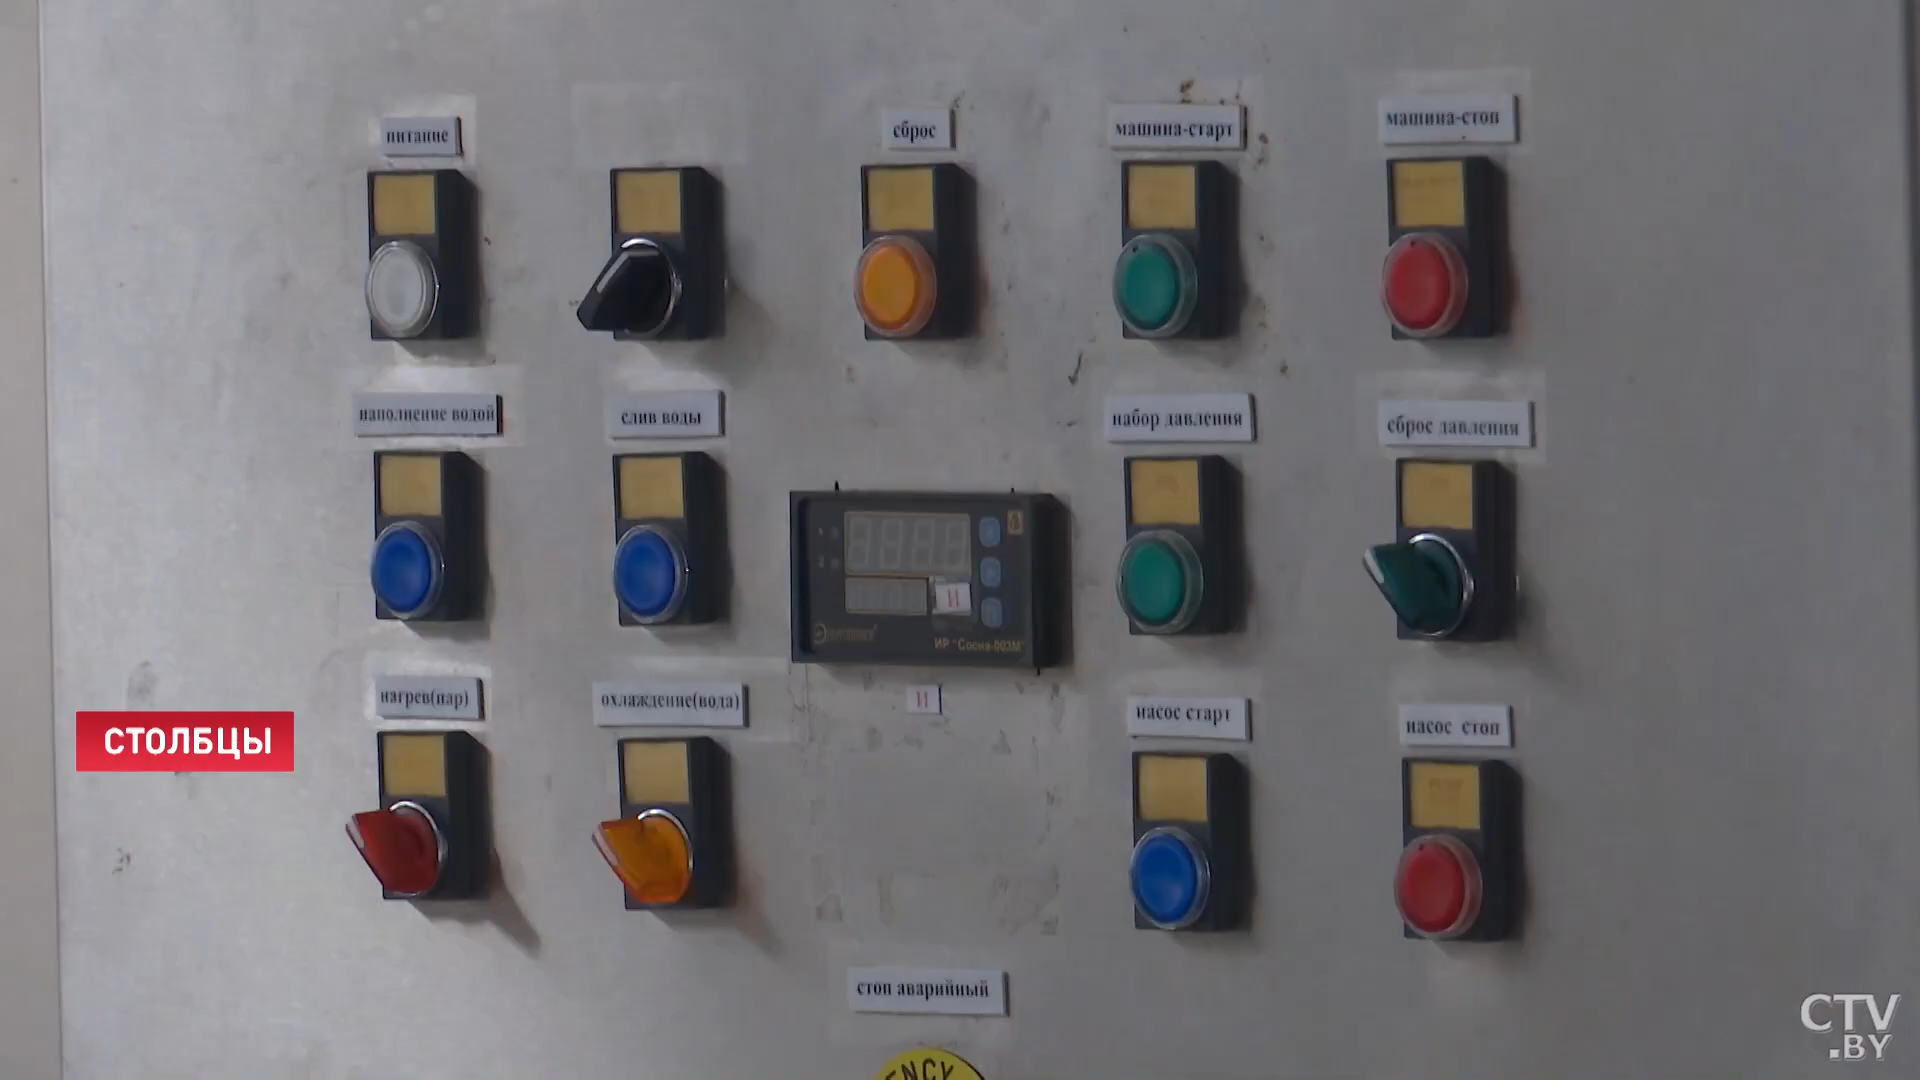 питание
сброс
машина-старт
машина-стоп
наполнение водой
слив воды
набор давления
сброс давления
И
ИР "Сосна-003М"
нагрев(пар)
охлаждение(вода)
И
насос старт
насос стоп
СТОЛБЦЫ
стоп аварийный
CTV
.BY